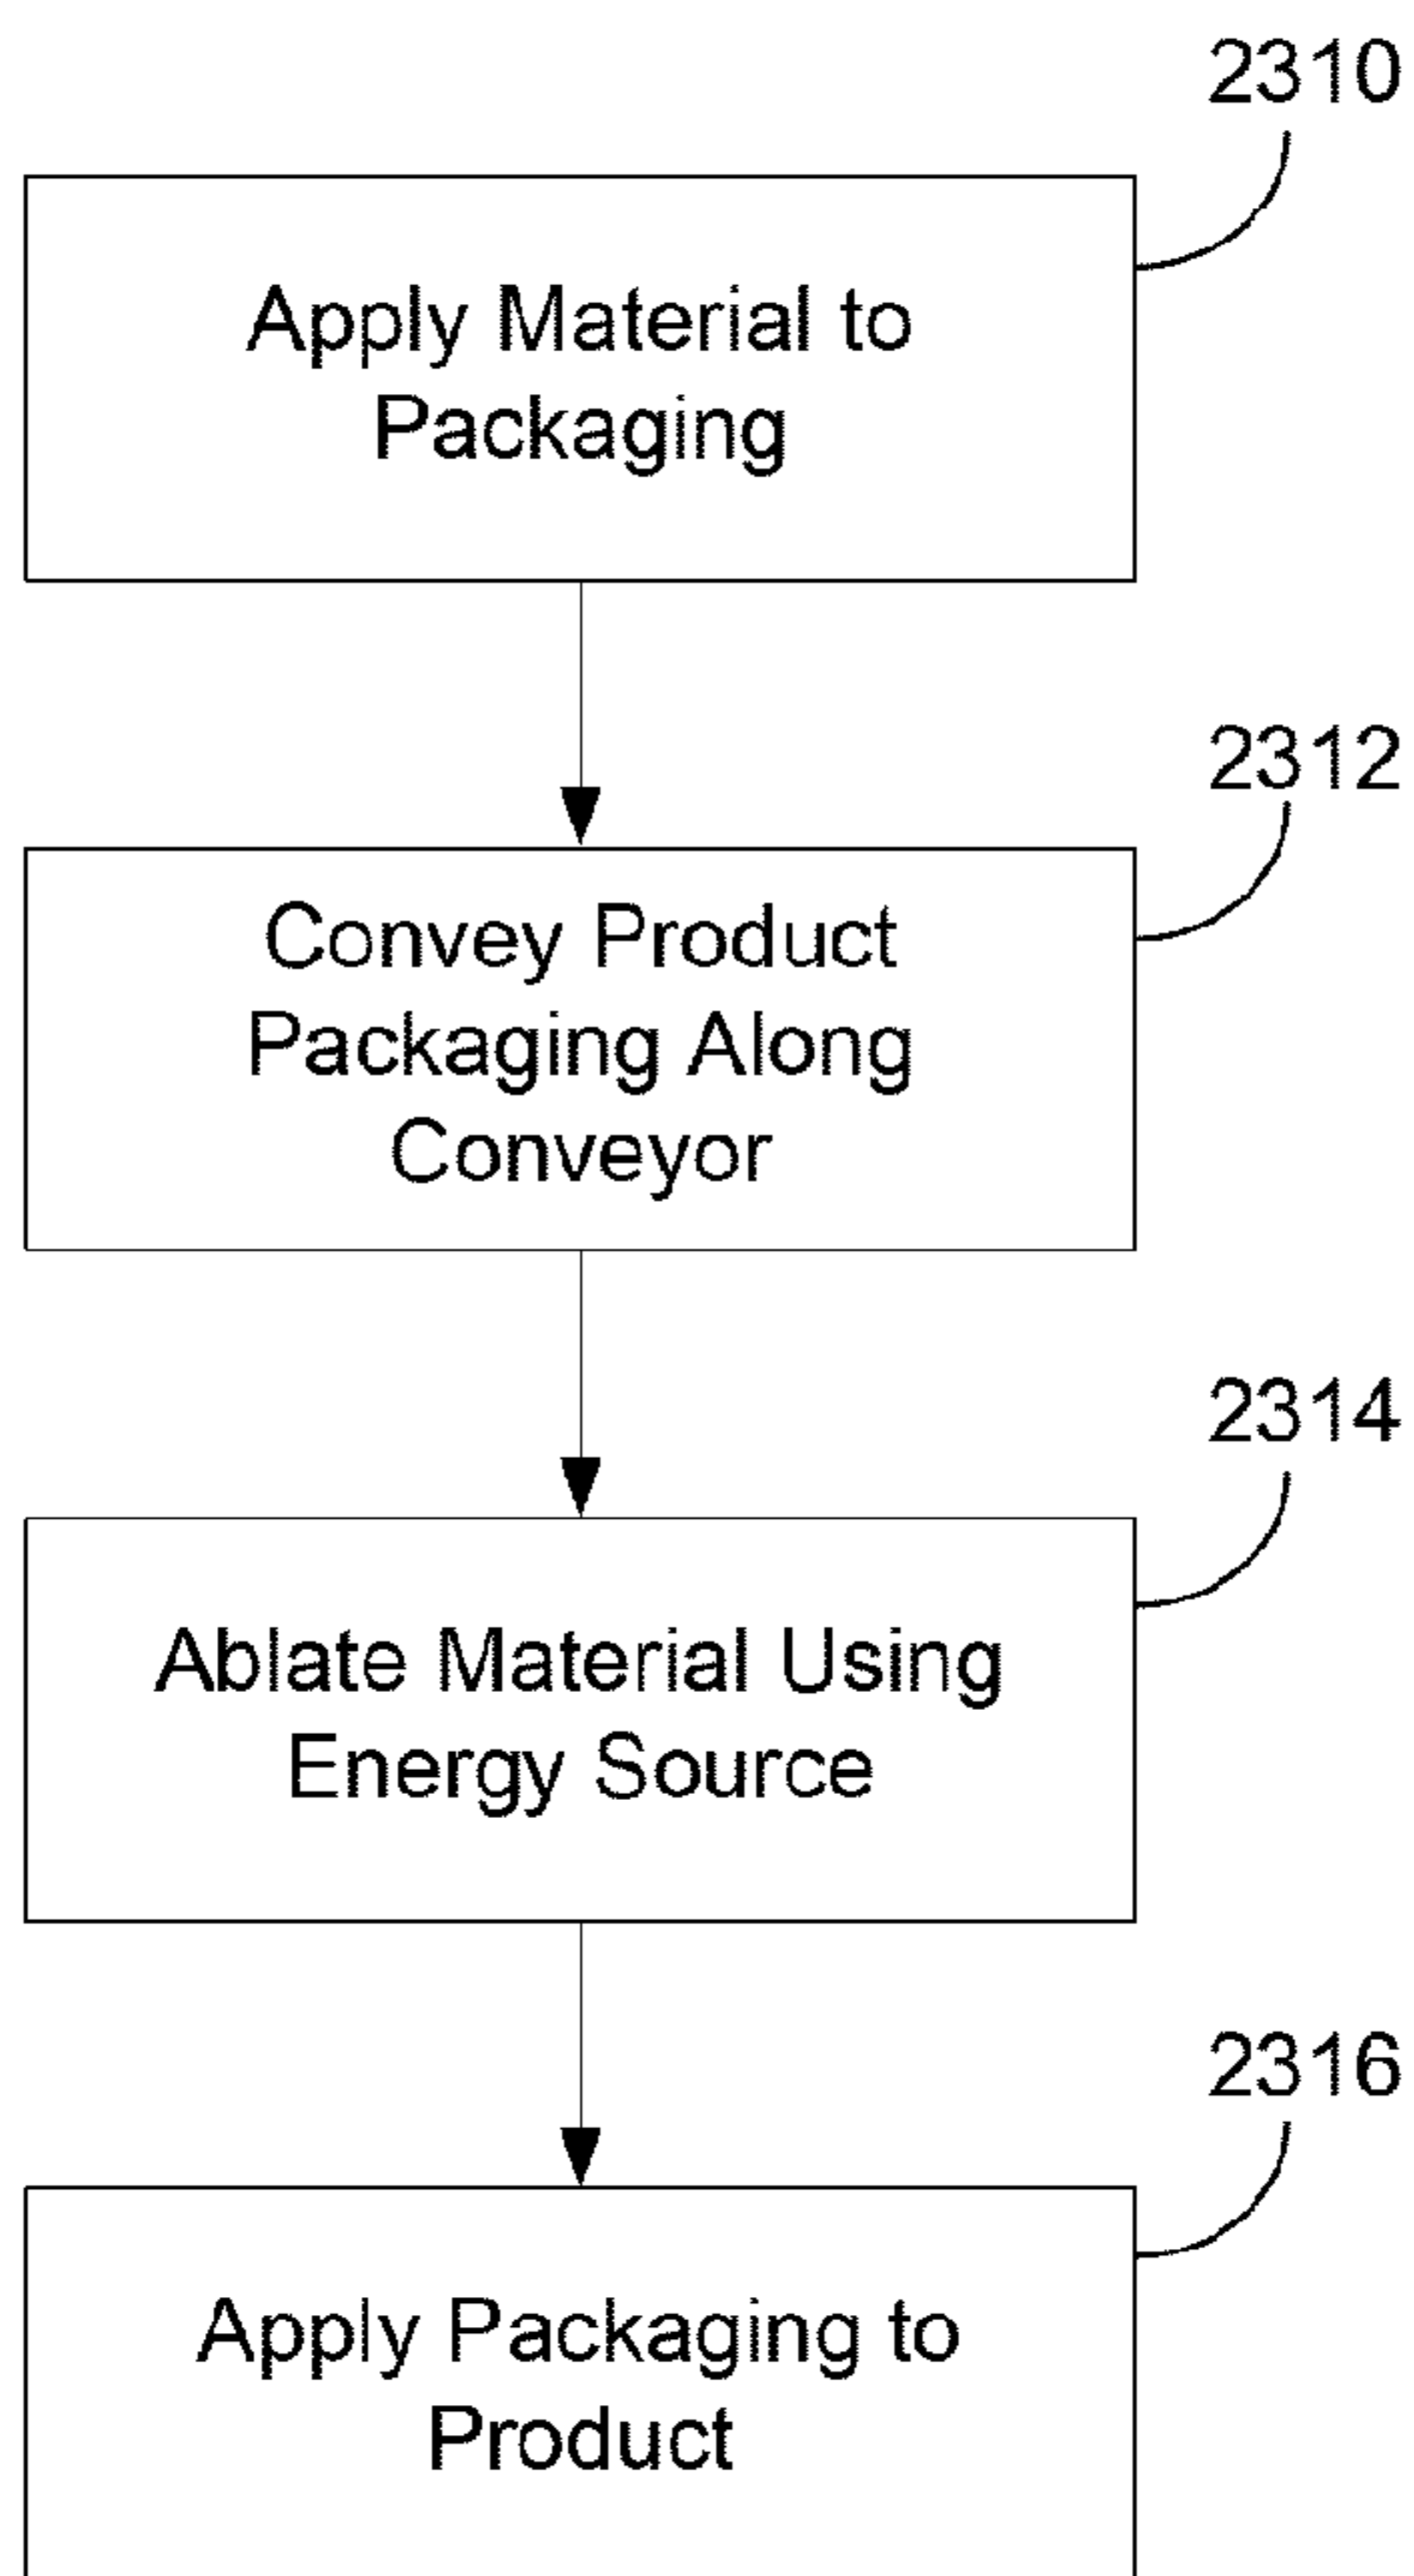 2310
Apply Material to
Packaging
2312
Convey Product
Packaging Along
Conveyor
2314
Ablate Material Using
Energy Source
2316
Apply Packaging to
Product